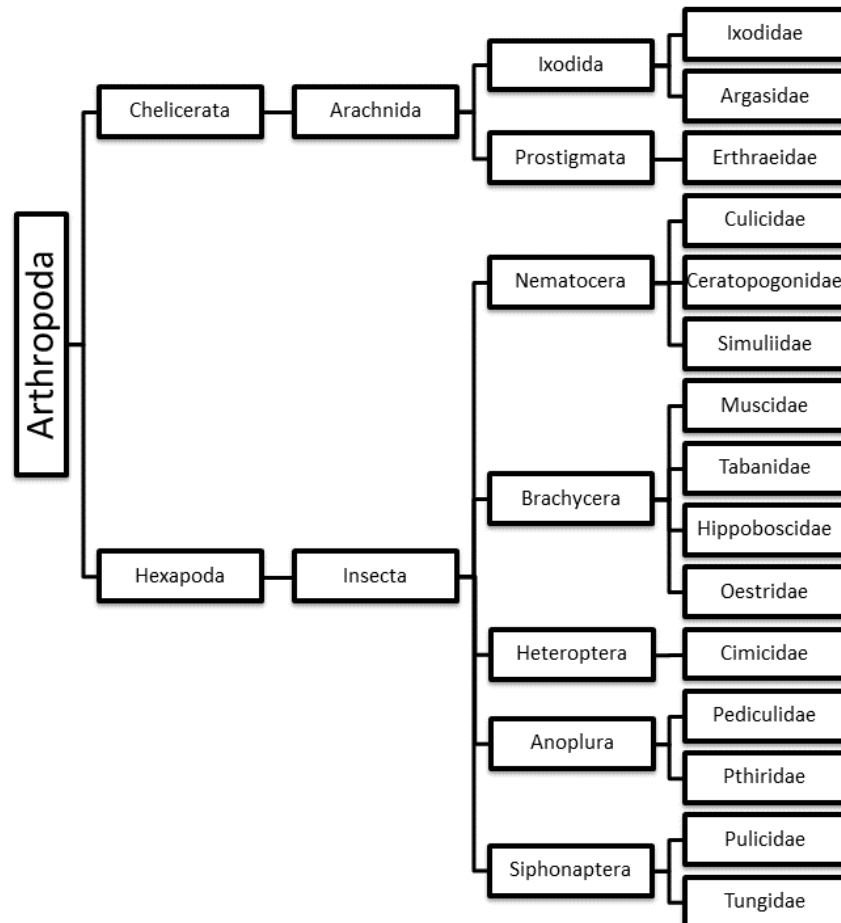 Arthropoda
Chelicerata
Arachnida
Ixodida
Ixodidae
Argasidae
Prostigmata
Erthraeidae
Hexapoda
Insecta
Nematocera
Culicidae
Ceratopogonidae
Simuliidae
Brachycera
Muscidae
Tabanidae
Hippoboscidae
Oestridae
Heteroptera
Cimicidae
Anoplura
Pediculidae
Pthiridae
Siphonaptera
Pulicidae
Tungidae